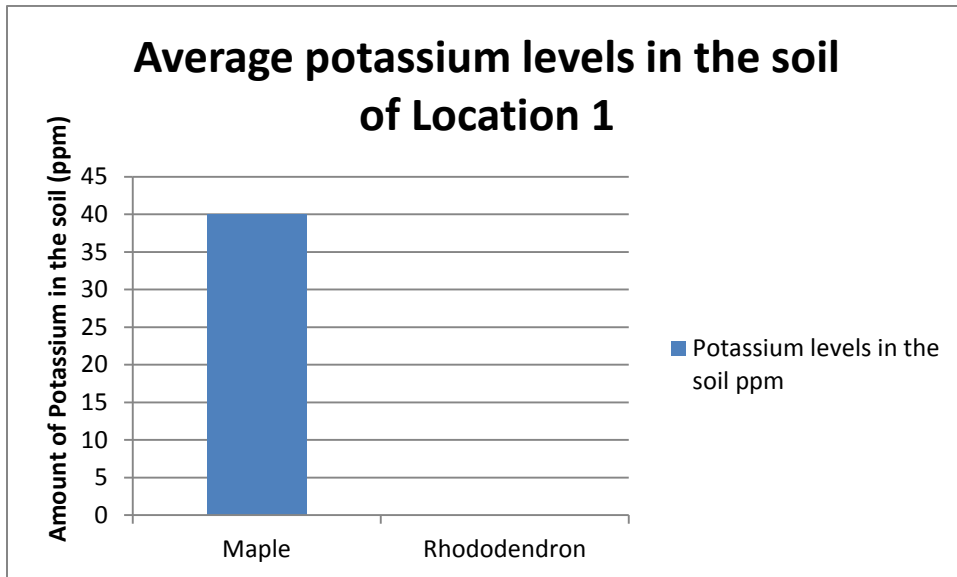 Average potassium levels in the soil
of Location 1
Amount of Potassium in the soil (ppm)
45
40
35
30
25
20
15
10
5
0
Maple
Rhododendron
Potassium levels in the
soil ppm